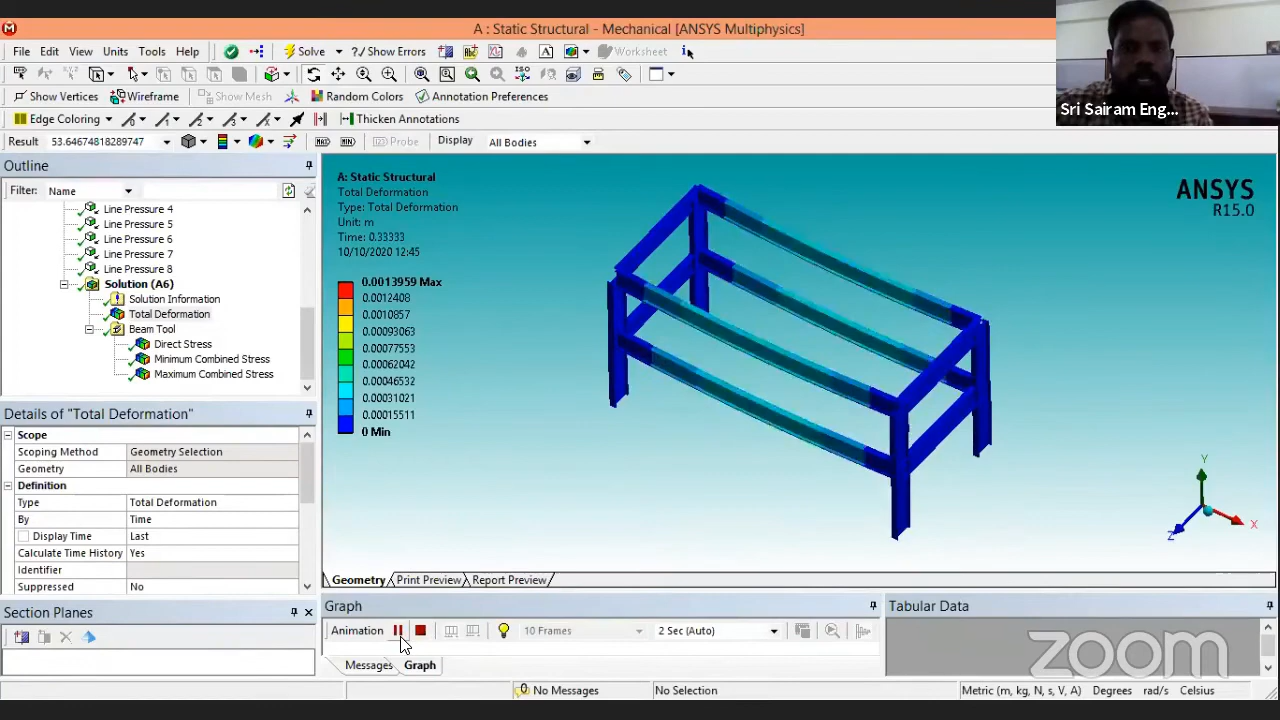 A : Static Structural - Mechanical [ANSYS Multiphysics]
File Edit View Units Tools Help Solve ?/ Show Errors Worksheet
Show Vertices Wireframe Show Mesh Random Colors Annotation Preferences
Edge Coloring Thicken Annotations
Result 53.64674818289747 MAX MIN Probe Display All Bodies
Sri Sairam Eng...
Outline
Filter: Name
Line Pressure 4
Line Pressure 5
Line Pressure 6
Line Pressure 7
Line Pressure 8
Solution (A6)
Solution Information
Total Deformation
Beam Tool
Direct Stress
Minimum Combined Stress
Maximum Combined Stress
Details of "Total Deformation"
Scope
Scoping Method Geometry Selection
Geometry All Bodies
Definition
Type Total Deformation
By Time
Display Time Last
Calculate Time History Yes
Identifier
Suppressed No
Section Planes
A: Static Structural
Total Deformation
Type: Total Deformation
Unit: m
Time: 0.33333
10/10/2020 12:45
0.0013959 Max
0.0012408
0.0010857
0.00093063
0.00077553
0.00062042
0.00046532
0.00031021
0.00015511
0 Min
ANSYS
R15.0
Y
X
Z
Geometry Print Preview Report Preview
Graph
Animation 10 Frames 2 Sec (Auto)
Messages Graph
Tabular Data
zoom
0 No Messages No Selection Metric (m, kg, N, s, V, A) Degrees rad/s Celsius